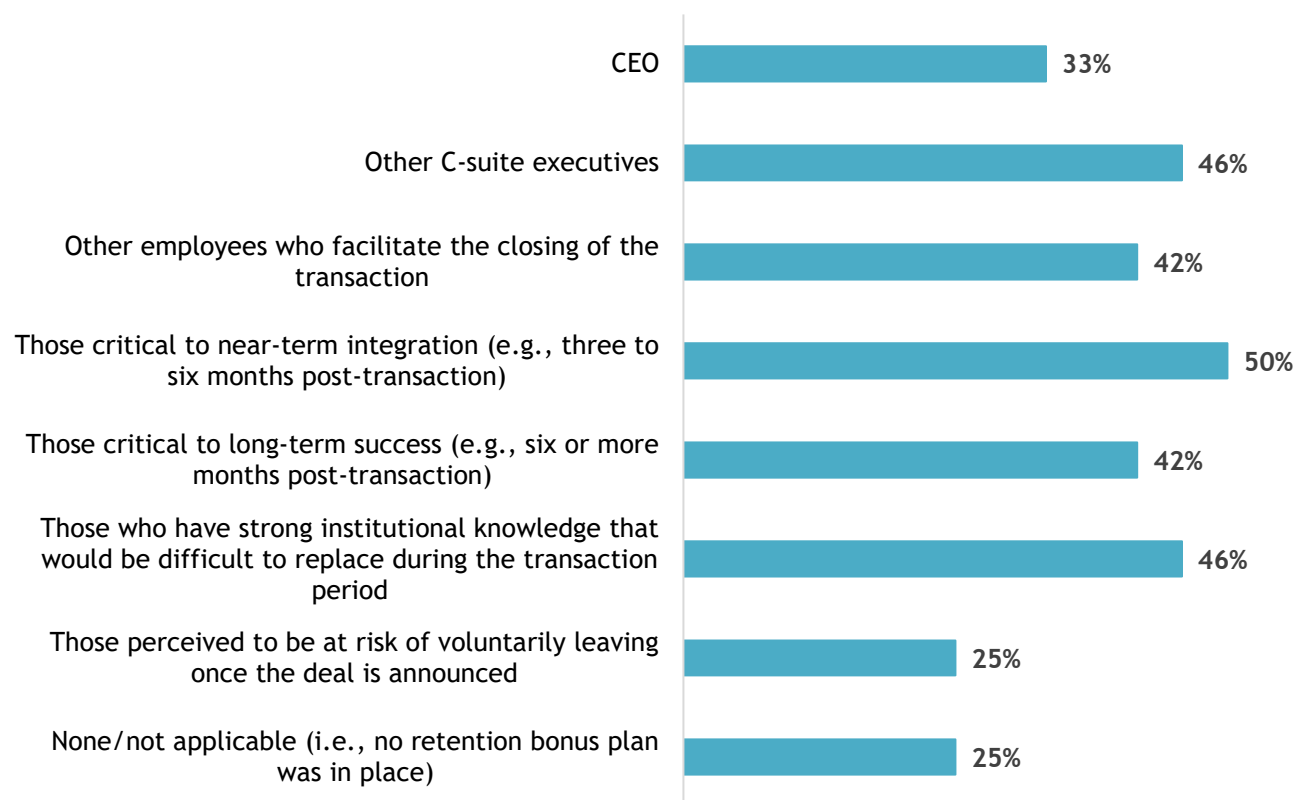 CEO
33%
Other C-suite executives
46%
Other employees who facilitate the closing of the
transaction
42%
Those critical to near-term integration (e.g., three to
six months post-transaction)
50%
Those critical to long-term success (e.g., six or more
months post-transaction)
42%
Those who have strong institutional knowledge that
would be difficult to replace during the transaction
period
46%
Those perceived to be at risk of voluntarily leaving
once the deal is announced
25%
None/not applicable (i.e., no retention bonus plan
was in place)
25%